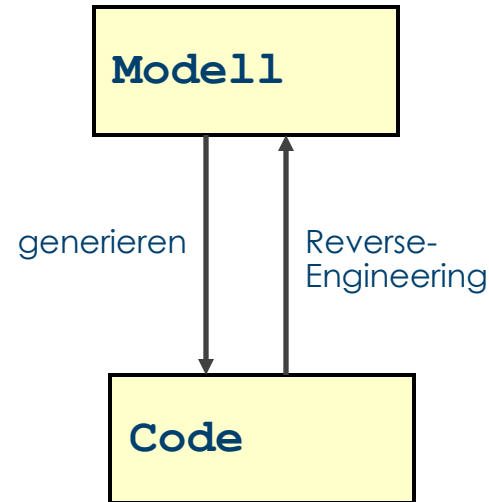 Modell
generieren
Reverse-
Engineering
Code